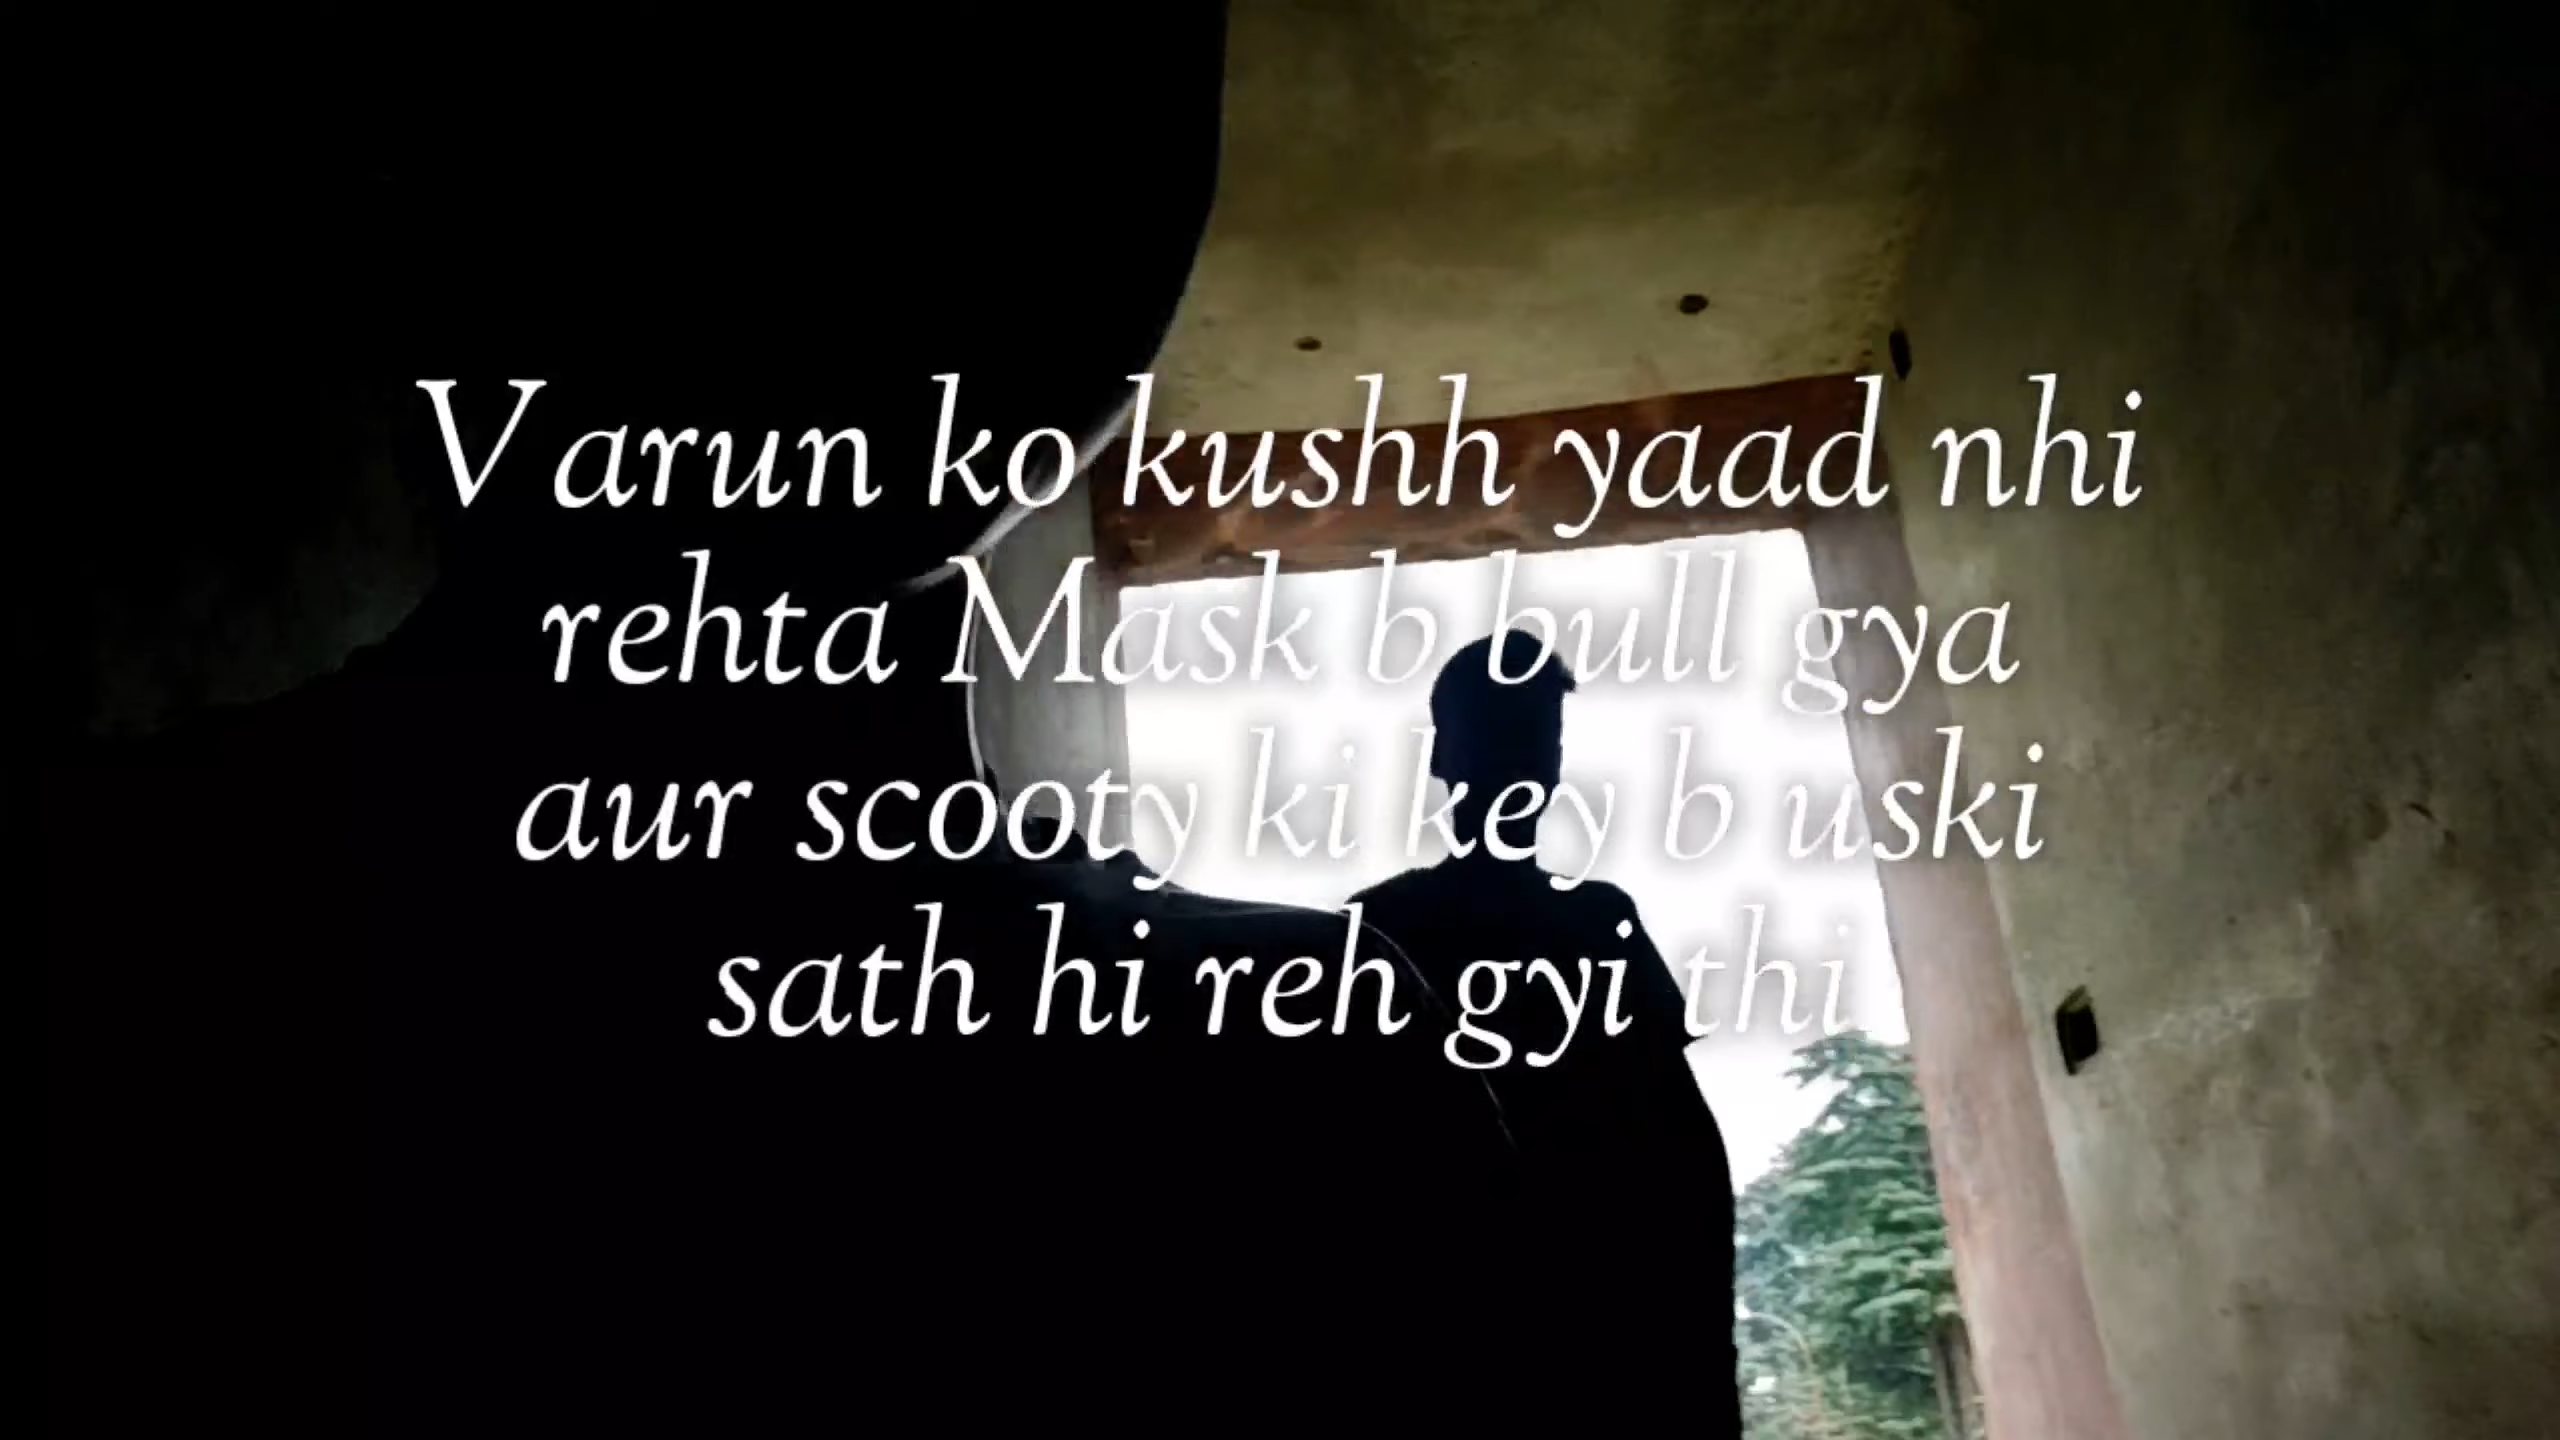 Varun ko kushh yaad nhi
rehta Mask b bull gya
aur scooty ki key b uski
sath hi reh gyi thi